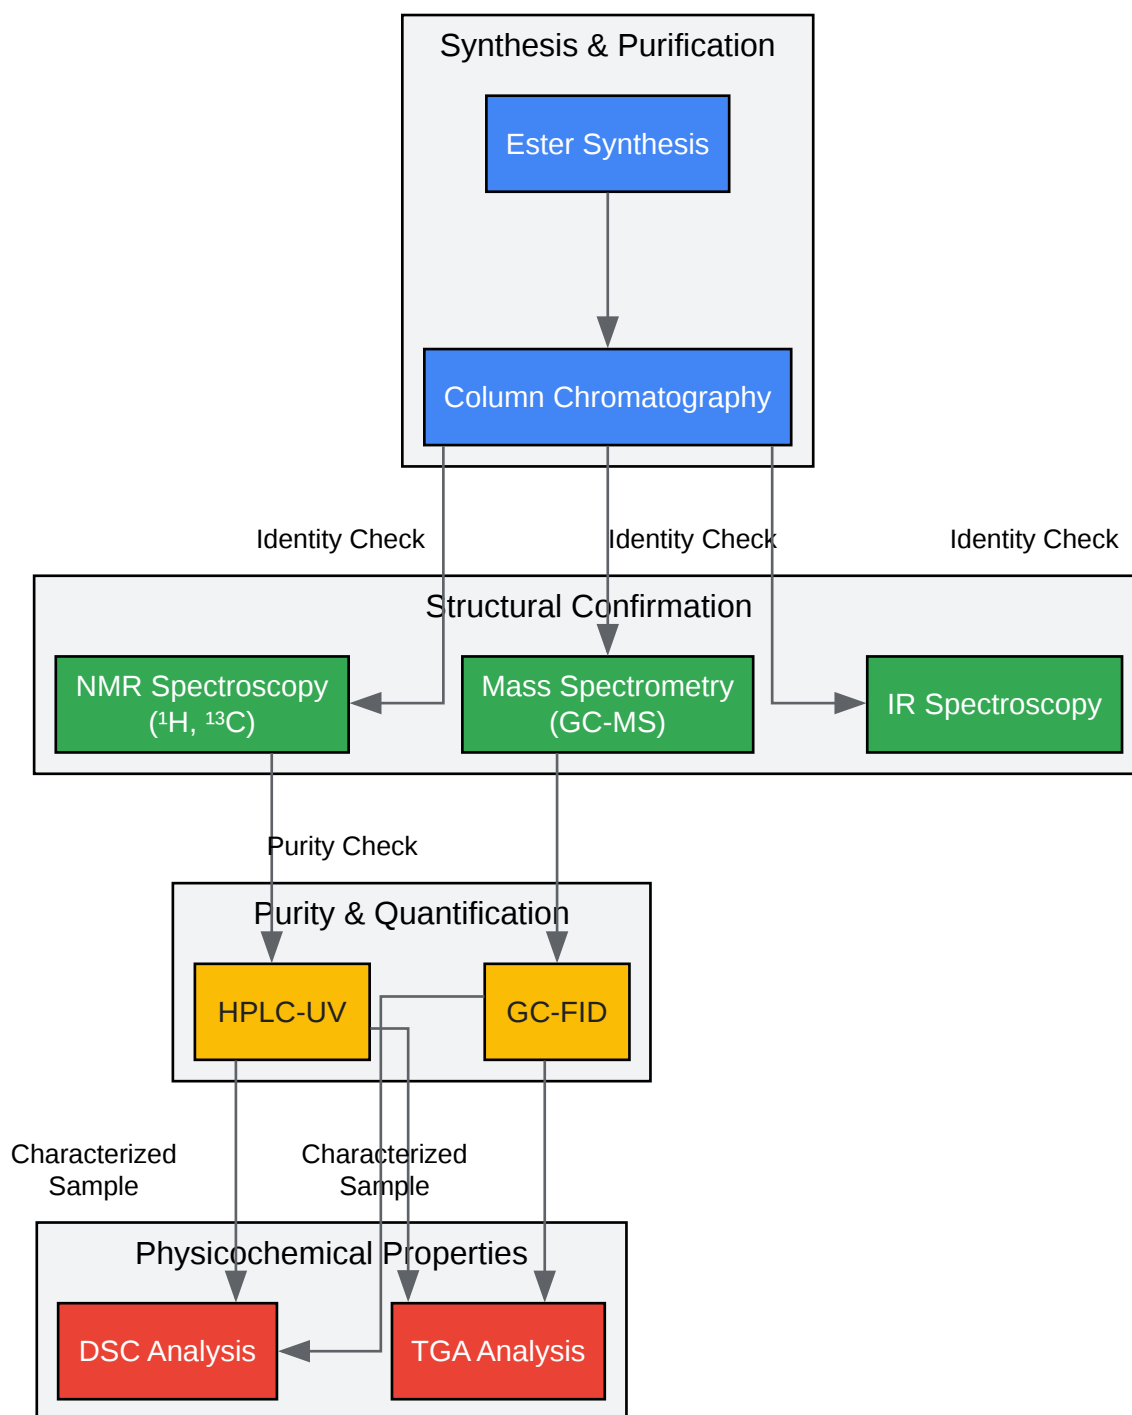 Synthesis & Purification
Ester Synthesis
Column Chromatography
Identity Check
Identity Check
Identity Check
Structural Confirmation
NMR Spectroscopy
(¹H, ¹³C)
Mass Spectrometry
(GC-MS)
IR Spectroscopy
Purity Check
Purity & Quantification
HPLC-UV
GC-FID
Characterized
Sample
Characterized
Sample
Physicochemical Properties
DSC Analysis
TGA Analysis